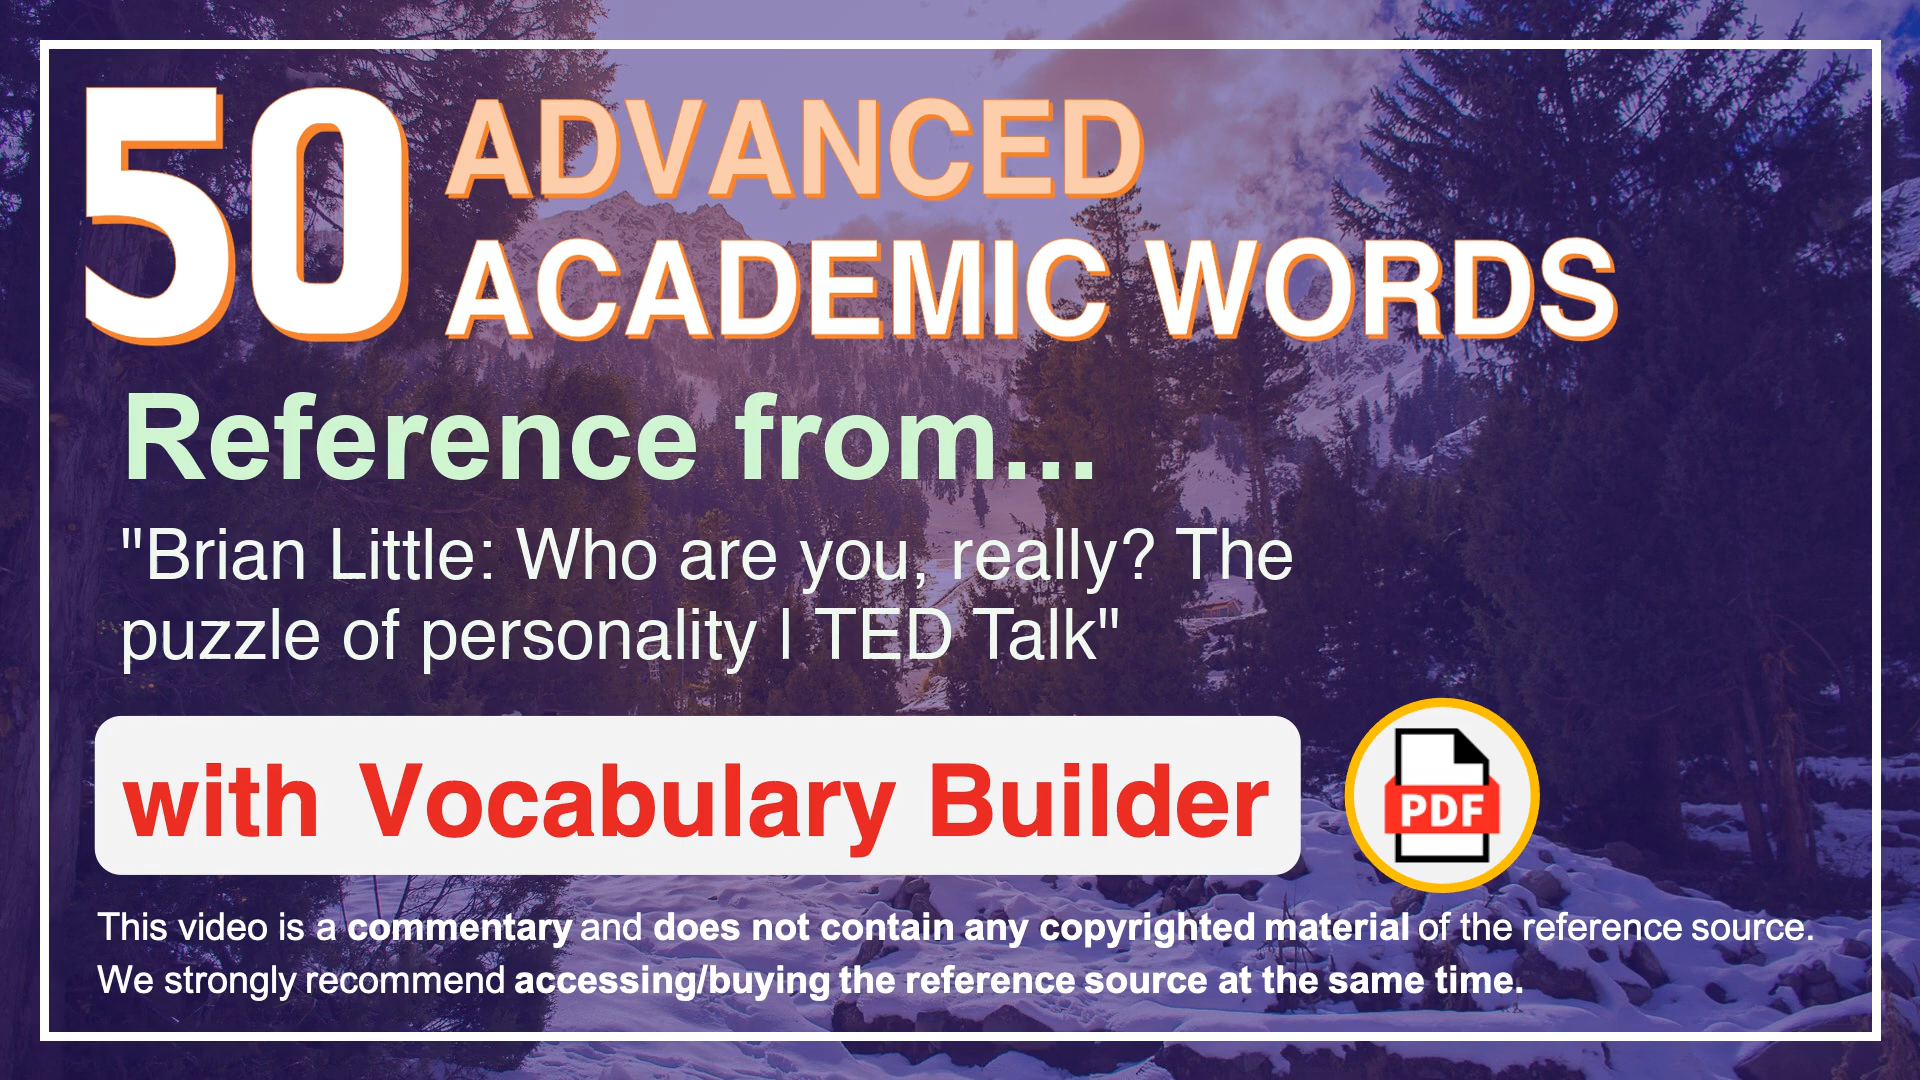 50 ADVANCED
ACADEMIC WORDS
Reference from...
"Brian Little: Who are you, really? The
puzzle of personality | TED Talk"
with Vocabulary Builder
PDF
This video is a commentary and does not contain any copyrighted material of the reference source.
We strongly recommend accessing/buying the reference source at the same time.